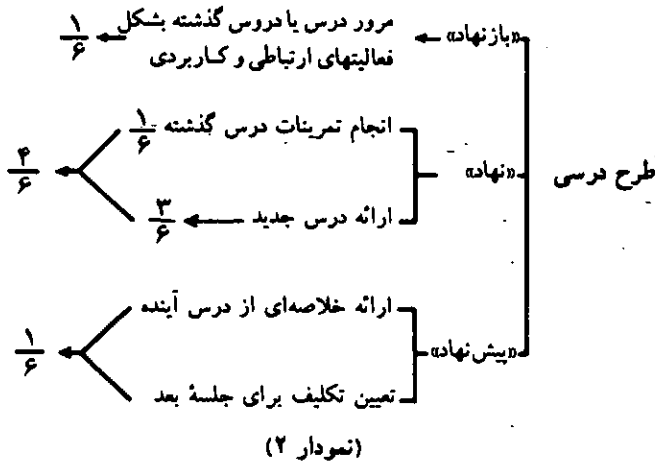 مرور درس یا دروس گذشته بشکل
«بازنهاد» ۱/۶
فعالیتهای ارتباطی و کاربردی
انجام تمرینات درس گذشته ۱/۶
طرح درسی «نهاد» ۴/۶
ارائه درس جدید ۳/۶
ارائه خلاصه‌ای از درس آینده
«پیش‌نهاد» ۱/۶
تعیین تکلیف برای جلسهٔ بعد
(نمودار ۲)